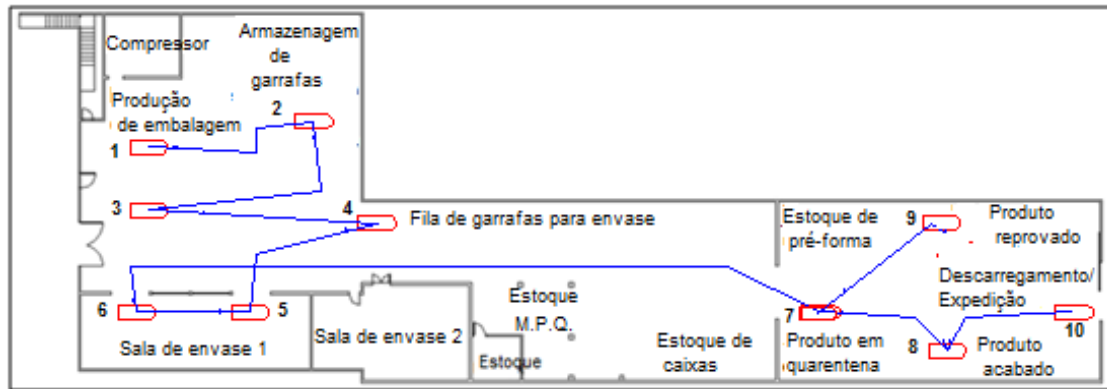 Compressor
Armazenagem
de
garrafas
Produção
de embalagem
1
2
3
4
Fila de garrafas para envase
Estoque de
pré-forma
9
Produto
reprovado
Descarregamento/
Expedição
6
5
Sala de envase 1
Sala de envase 2
Estoque
Estoque
M.P.Q.
Estoque de
caixas
7
Produto em
quarentena
8
Produto
acabado
10